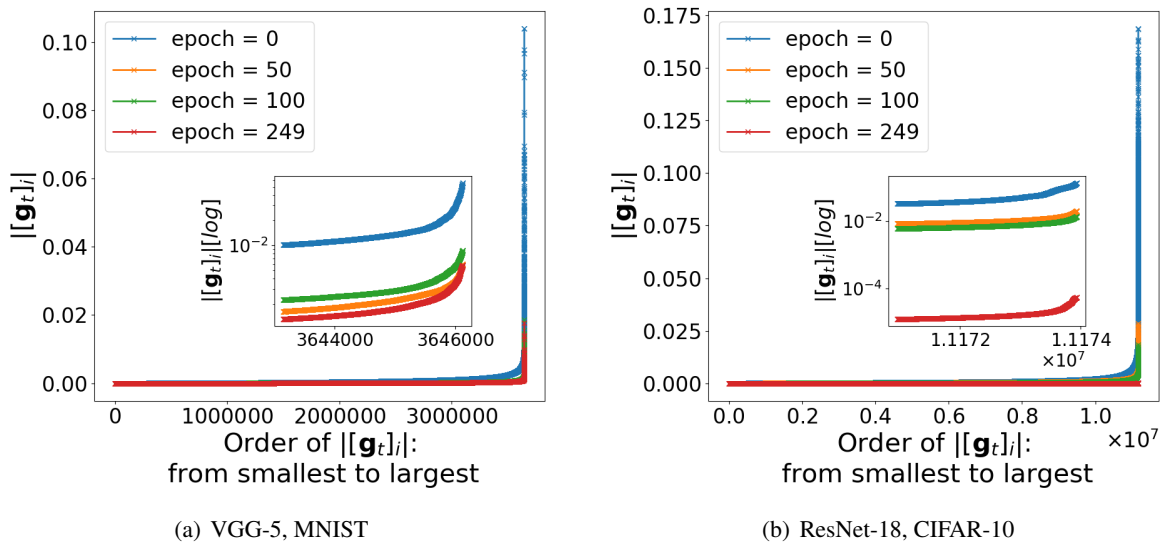 0.10
0.08
0.06
0.04
0.02
0.00
|[g_t]_i|
epoch = 0
epoch = 50
epoch = 100
epoch = 249
|[g_t]_i|[log]
10^{-2}
3644000 3646000
0 1000000 2000000 3000000
Order of |[g_t]_i|:
from smallest to largest
(a) VGG-5, MNIST
0.175
0.150
0.125
0.100
0.075
0.050
0.025
0.000
|[g_t]_i|
epoch = 0
epoch = 50
epoch = 100
epoch = 249
|[g_t]_i|[log]
10^{-2}
10^{-4}
1.1172 1.1174
×10^7
0.0 0.2 0.4 0.6 0.8 1.0
×10^7
Order of |[g_t]_i|:
from smallest to largest
(b) ResNet-18, CIFAR-10